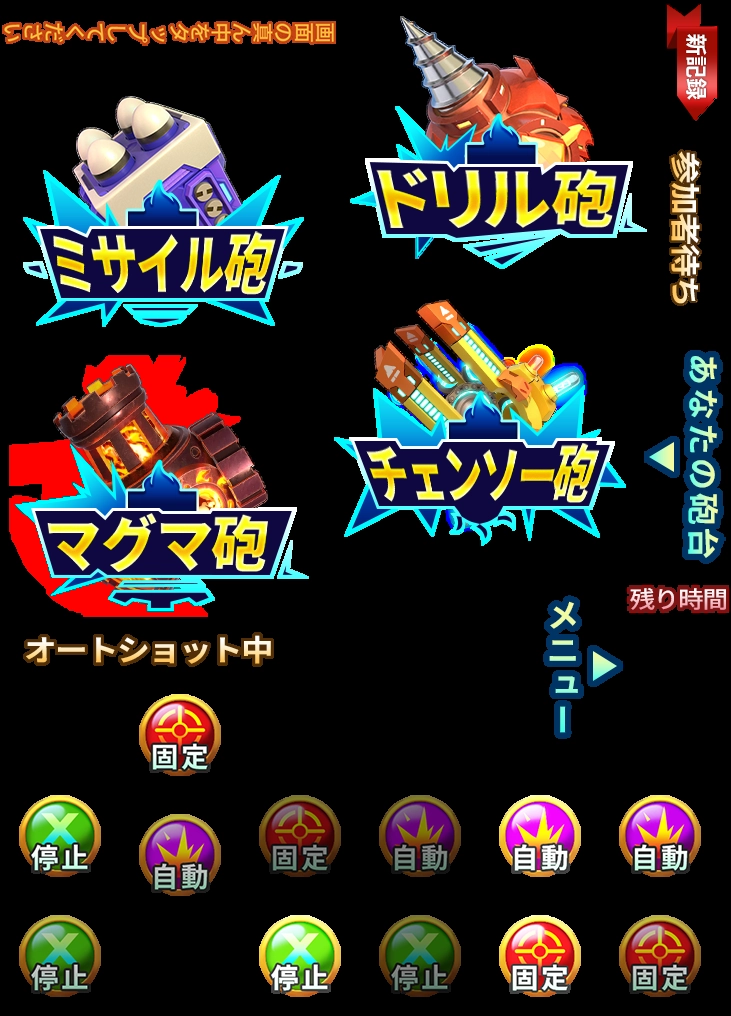 画面の真ん中をタップしてください
新記録
ドリル砲
ミサイル砲
参加者待ち
あなたの砲台
チェンソー砲
マグマ砲
残り時間
メニュー
オートショット中
固定
停止
自動
固定
自動
自動
自動
停止
停止
停止
固定
固定